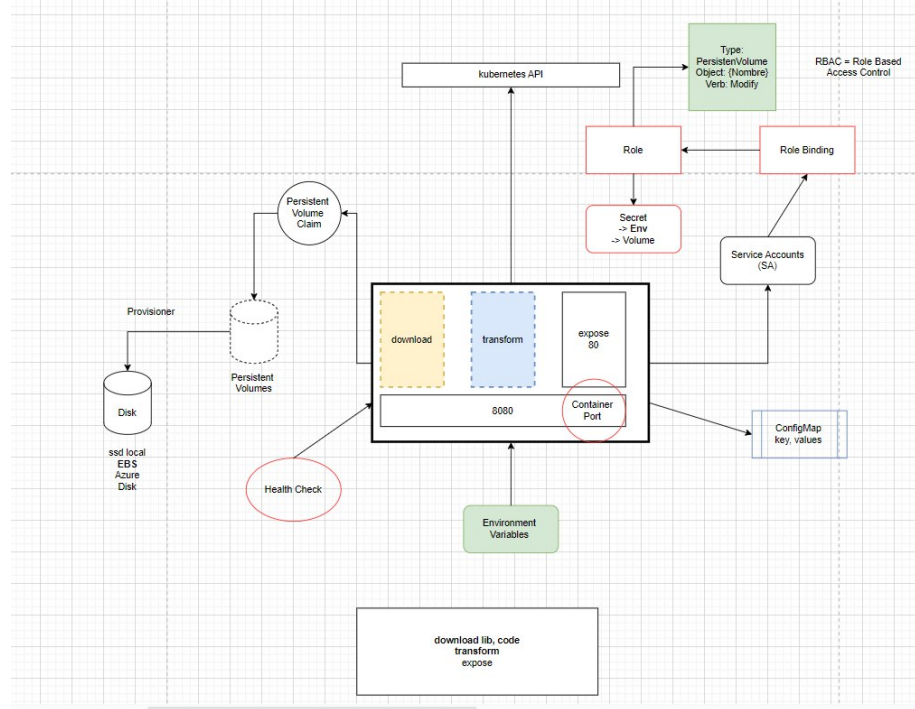 Type:
PersistenVolume
Object: {Nombre}
Verb: Modify
RBAC = Role Based
Access Control
kubernetes API
Role
Role Binding
Persistent
Volume
Claim
Secret
-> Env
-> Volume
Service Accounts
(SA)
Provisioner
download
transform
expose
80
Persistent
Volumes
Disk
8080
Container
Port
ConfigMap
key, values
ssd local
EBS
Azure
Disk
Health Check
Environment
Variables
download lib, code
transform
expose